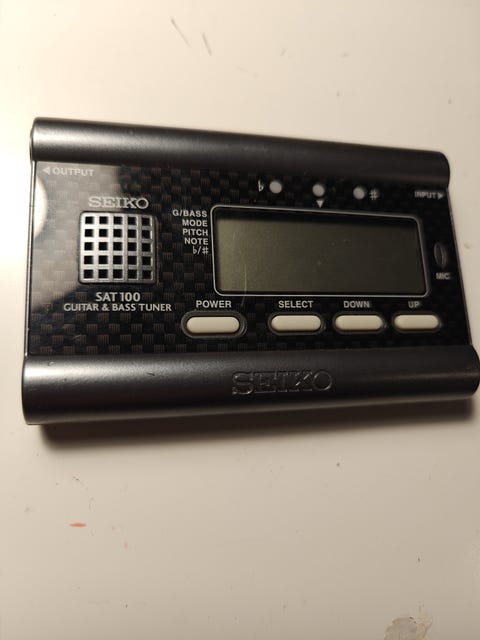 ◀OUTPUT
♭ ♯
INPUT▶
SEIKO
G/BASS
MODE
PITCH
NOTE
♭/♯
MIC
SAT100
GUITAR & BASS TUNER
POWER SELECT DOWN UP
SEIKO